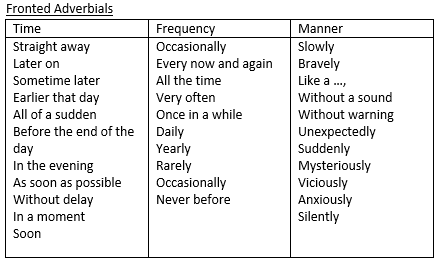 Fronted Adverbials
Time Frequency Manner
Straight away Occasionally Slowly
Later on Every now and again Bravely
Sometime later All the time Like a …,
Earlier that day Very often Without a sound
All of a sudden Once in a while Without warning
Before the end of the Daily Unexpectedly
day Yearly Suddenly
In the evening Rarely Mysteriously
As soon as possible Occasionally Viciously
Without delay Never before Anxiously
In a moment Silently
Soon